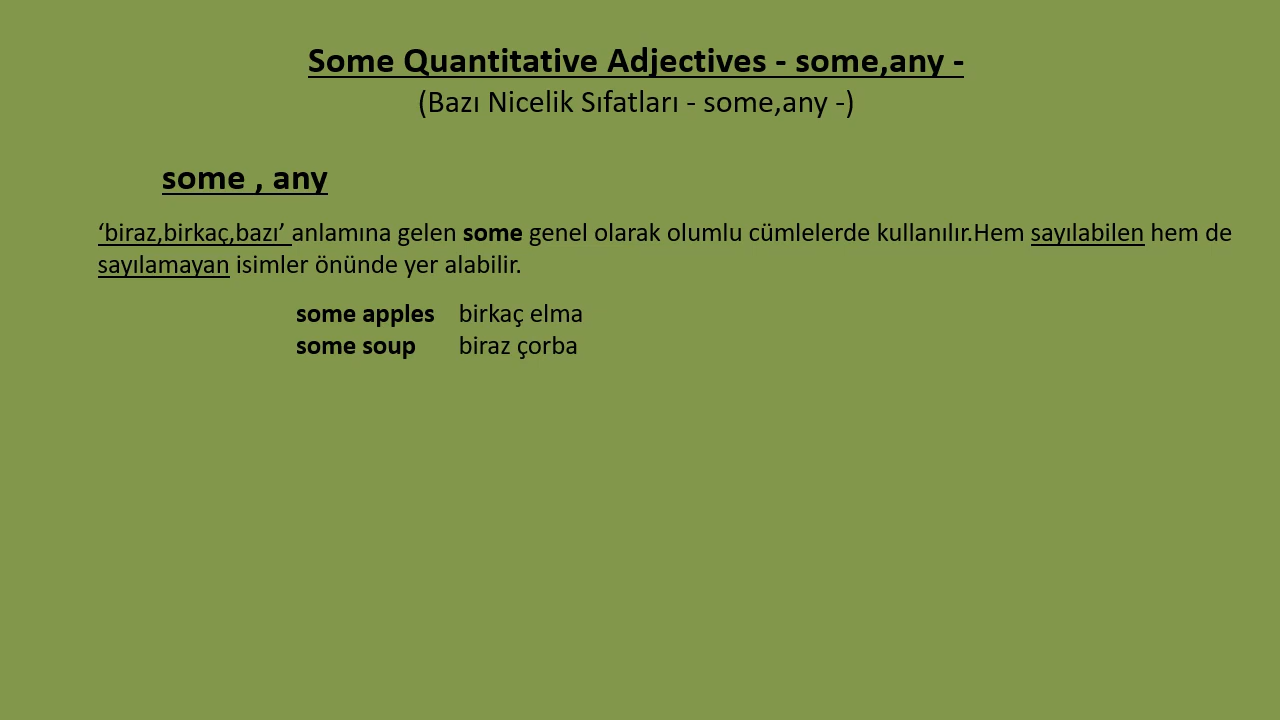 Some Quantitative Adjectives - some,any -
(Bazı Nicelik Sıfatları - some,any -)
some , any
‘biraz,birkaç,bazı’ anlamına gelen some genel olarak olumlu cümlelerde kullanılır.Hem sayılabilen hem de
sayılamayan isimler önünde yer alabilir.
some apples birkaç elma
some soup biraz çorba